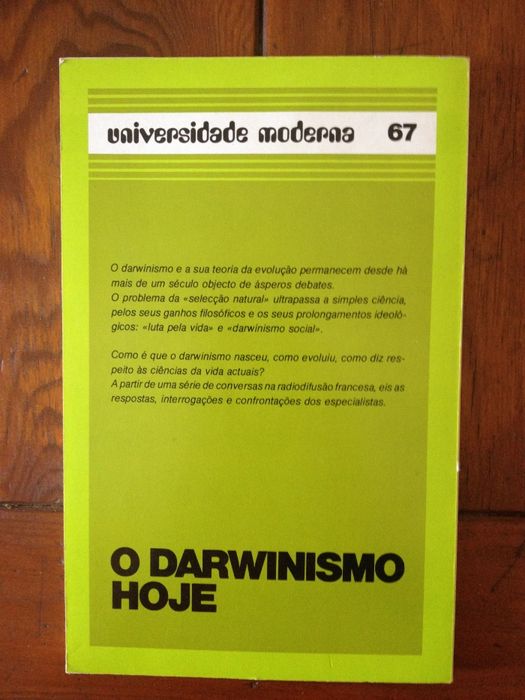 universidade moderna 67
O darwinismo e a sua teoria da evolução permanecem desde há
mais de um século objecto de ásperos debates.
O problema da «selecção natural» ultrapassa a simples ciência,
pelos seus ganhos filosóficos e os seus prolongamentos ideoló-
gicos: «luta pela vida» e «darwinismo social».
Como é que o darwinismo nasceu, como evoluiu, como diz res-
peito às ciências da vida actuais?
A partir de uma série de conversas na radiodifusão francesa, eis as
respostas, interrogações e confrontações dos especialistas.
O DARWINISMO
HOJE